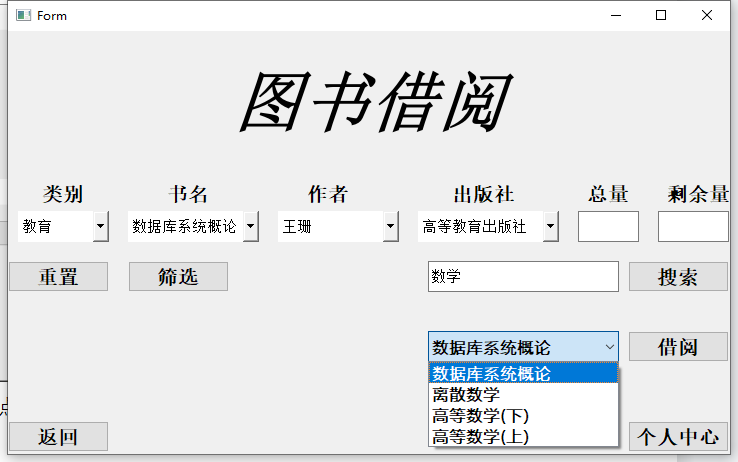 Form
图书借阅
类别 书名 作者 出版社 总量 剩余量
教育 数据库系统概论 王珊 高等教育出版社
重置 筛选 数学 搜索
数据库系统概论 借阅
数据库系统概论
离散数学
高等数学(下)
高等数学(上)
返回 个人中心